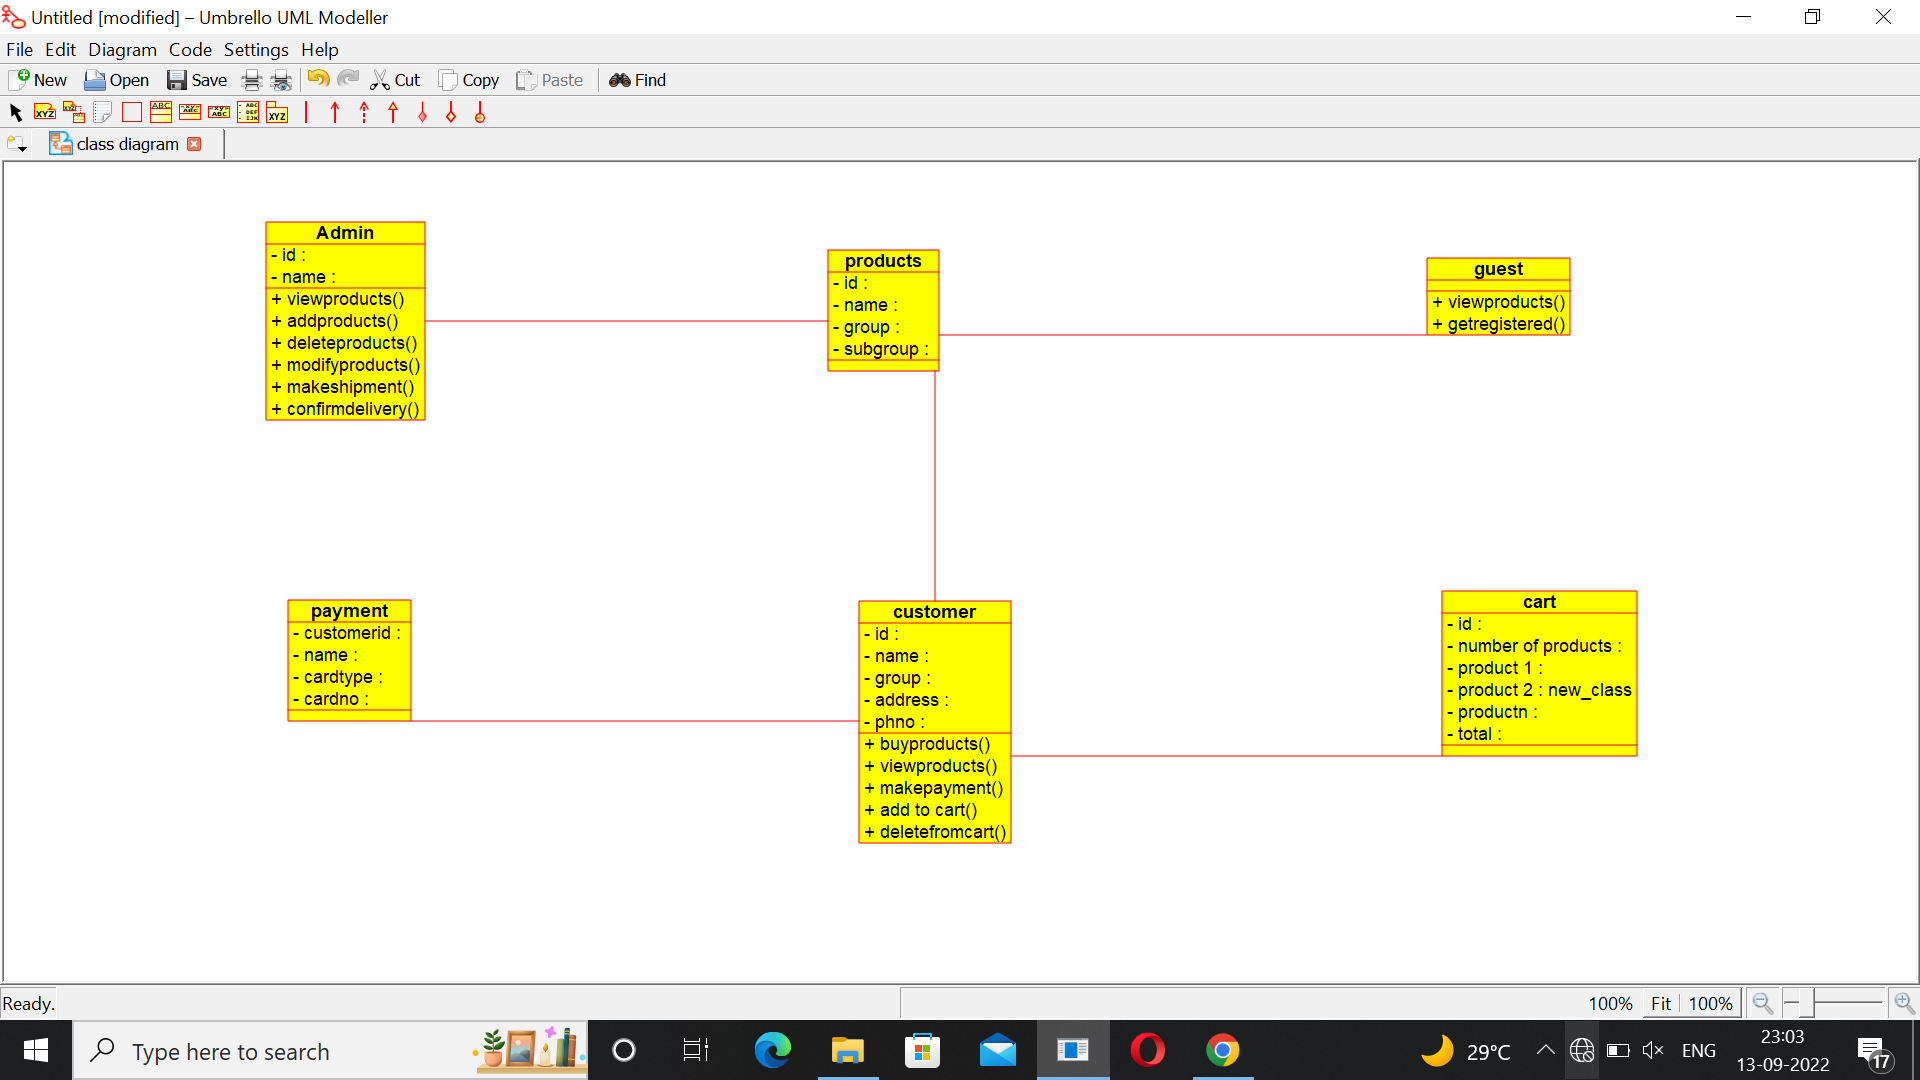 Untitled [modified] – Umbrello UML Modeller
File Edit Diagram Code Settings Help
New Open Save Cut Copy Paste Find
class diagram
Admin
- id :
- name :
+ viewproducts()
+ addproducts()
+ deleteproducts()
+ modifyproducts()
+ makeshipment()
+ confirmdelivery()
products
- id :
- name :
- group :
- subgroup :
guest
+ viewproducts()
+ getregistered()
payment
- customerid :
- name :
- cardtype :
- cardno :
customer
- id :
- name :
- group :
- address :
- phno :
+ buyproducts()
+ viewproducts()
+ makepayment()
+ add to cart()
+ deletefromcart()
cart
- id :
- number of products :
- product 1 :
- product 2 : new_class
- productn :
- total :
Ready.
100% Fit 100%
Type here to search
29°C
ENG
23:03
13-09-2022
17